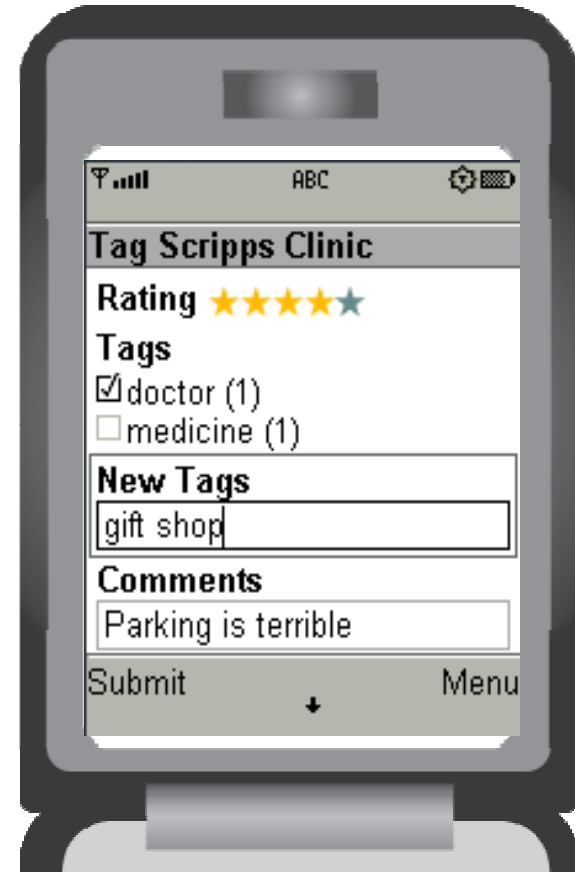 ABC
Tag Scripps Clinic
Rating
Tags
doctor (1)
medicine (1)
New Tags
gift shop
Comments
Parking is terrible
Submit Menu